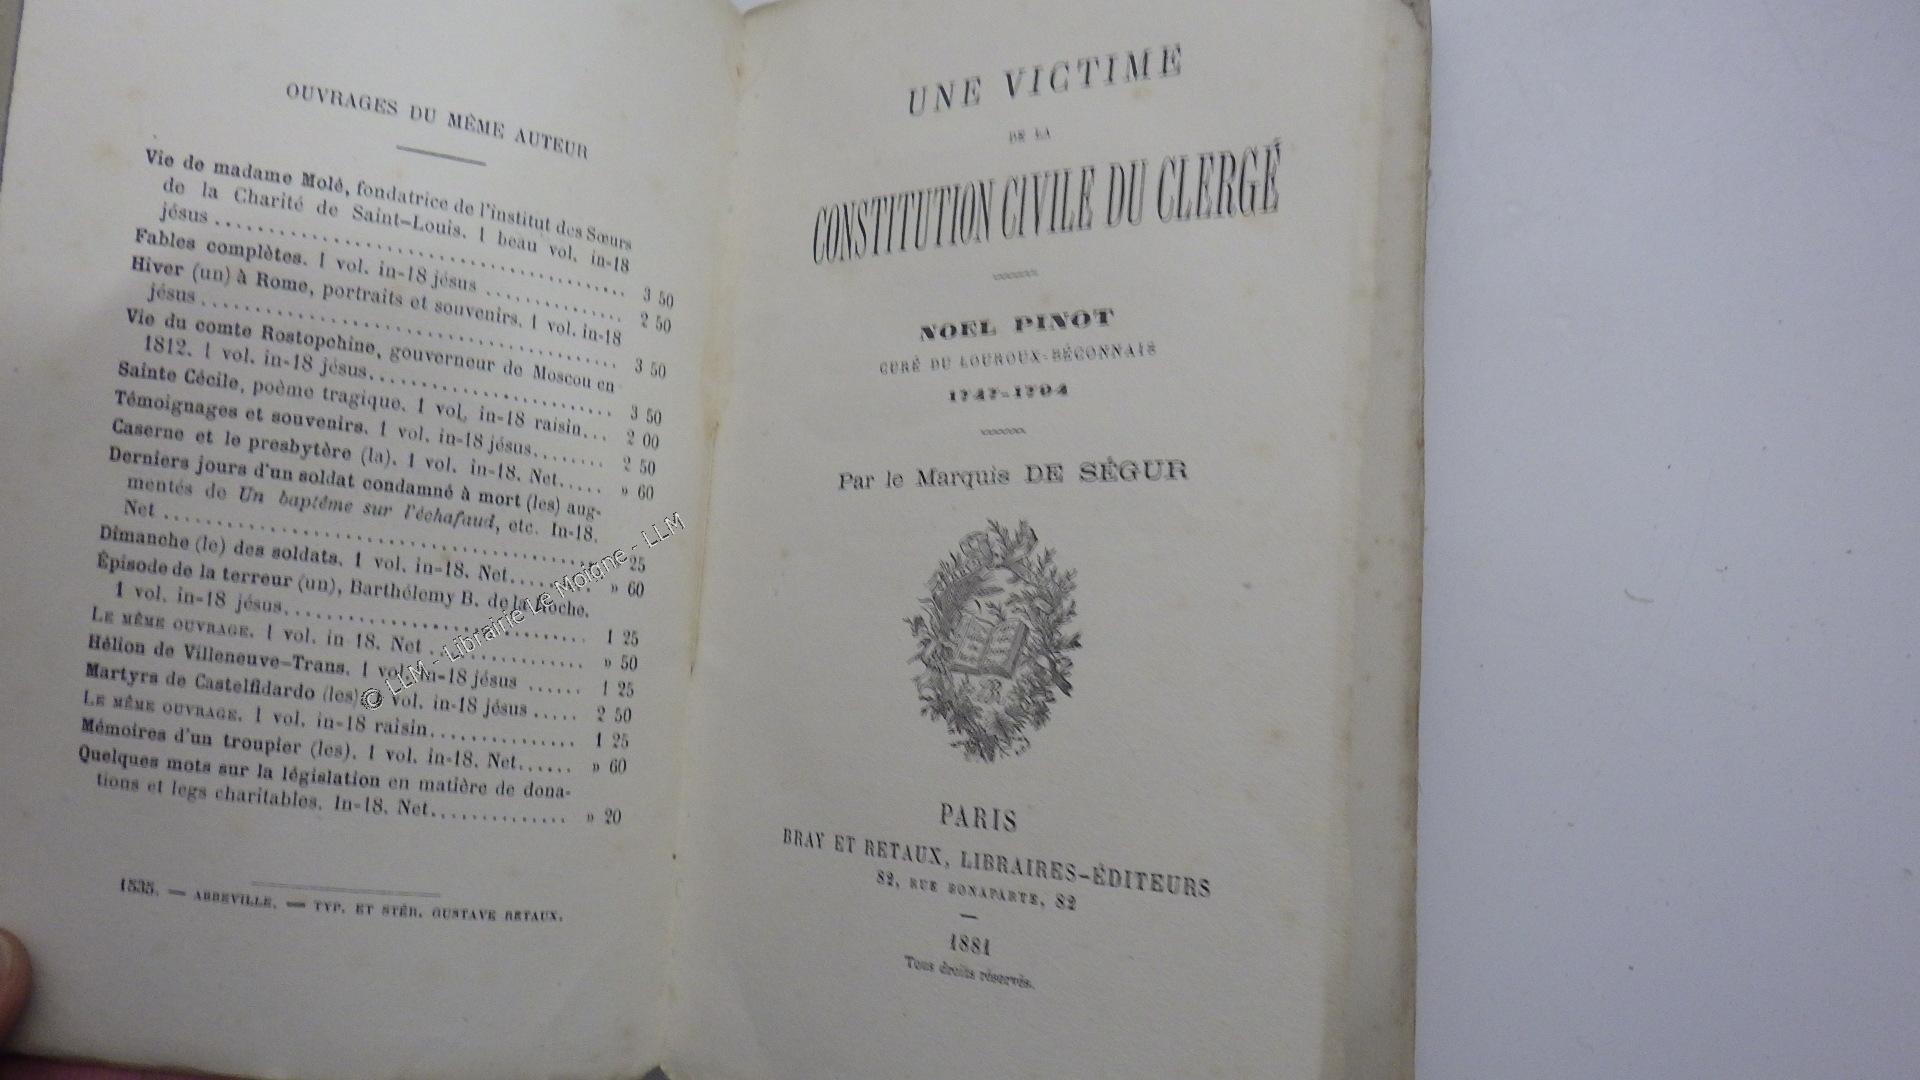 OUVRAGES DU MÊME AUTEUR
Vie de madame Molé, fondatrice de l'institut des Sœurs
de la Charité de Saint-Louis. 1 beau vol. in-18
jésus ........ 3 50
Fables complètes. 1 vol. in-18 jésus ........ 2 50
Hiver (un) à Rome, portraits et souvenirs. 1 vol. in-18
jésus ........ 3 50
Vie du comte Rostopchine, gouverneur de Moscou en
1812. 1 vol. in-18 jésus ........ 3 50
Sainte Cécile, poème tragique. 1 vol. in-18 raisin... 2 00
Témoignages et souvenirs. 1 vol. in-18 jésus........ 2 50
Caserne et le presbytère (la). 1 vol. in-18. Net..... » 60
Derniers jours d'un soldat condamné à mort (les) aug-
mentés de Un baptême sur l'échafaud, etc. In-18.
Net ........ 25
Dimanche (le) des soldats. 1 vol. in-18. Net........ » 60
Épisode de la terreur (un), Barthélemy B. de la Roche.
1 vol. in-18 jésus........ 1 25
LE MÊME OUVRAGE. 1 vol. in 18. Net ........ » 50
Hélion de Villeneuve-Trans. 1 vol. in-18 jésus ...... 1 25
Martyrs de Castelfidardo (les). 1 vol. in-18 jésus ..... 2 50
LE MÊME OUVRAGE. 1 vol. in-18 raisin........ 1 25
Mémoires d'un troupier (les). 1 vol. in-18. Net...... » 60
Quelques mots sur la législation en matière de dona-
tions et legs charitables. In-18. Net........ » 20
1535. — ABBEVILLE. — TYP. ET STÉR. GUSTAVE RETAUX.
© LLM - Librairie Le Moigne - LLM
UNE VICTIME
DE LA
CONSTITUTION CIVILE DU CLERGÉ
NOEL PINOT
CURÉ DU LOUROUX-BÉCONNAIS
1747-1794
Par le Marquis DE SÉGUR
BR
PARIS
BRAY ET RETAUX, LIBRAIRES-ÉDITEURS
82, RUE BONAPARTE, 82
1881
Tous droits réservés.